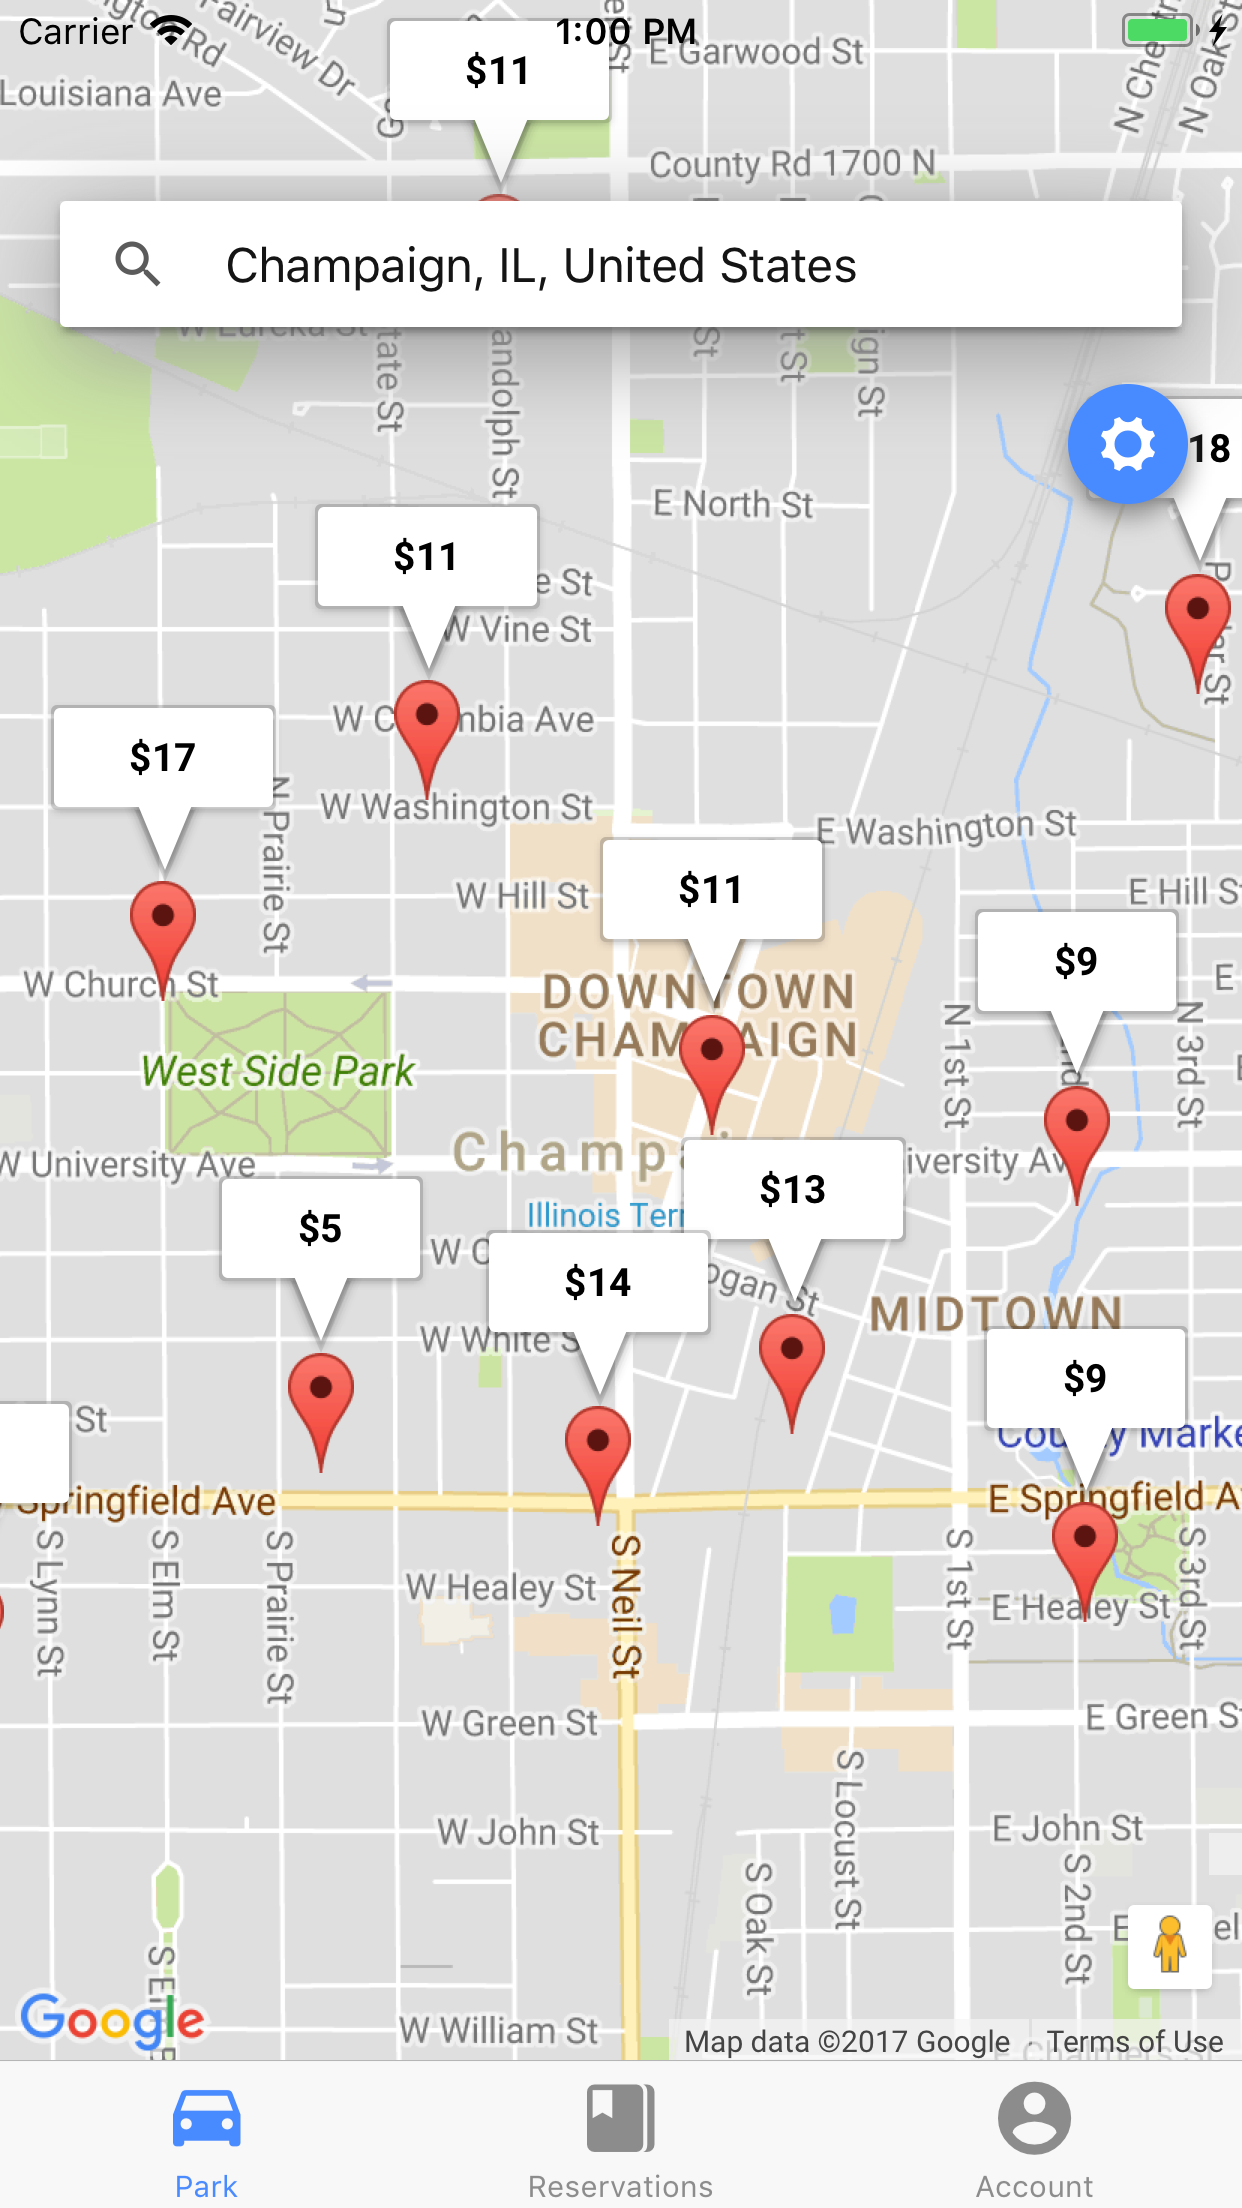 Carrier
1:00 PM
Fairview Dr
Rd
E Garwood St
Louisiana Ave
$11
N Oak St
County Rd 1700 N
Champaign, IL, United States
W Eureka St
18
E North St
$11
W Vine St
W Washington St
$17
N Prairie St
E Washington St
W Hill St
$11
E Hill St
$9
W Church St
DOWNTOWN
CHAMPAIGN
N 1st St
N 3rd St
West Side Park
W University Ave
$13
$5
Illinois
$14
W White
MIDTOWN
$9
St
Springfield Ave
E Springfield
S Lynn St
S Elm St
S Prairie St
S Neil St
S 1st St
S 3rd St
W Healey St
E Healey St
W Green St
E Green St
S Locust St
W John St
E John St
S Oak St
S 2nd St
Google
W William St
Map data ©2017 Google
Terms of Use
Park
Reservations
Account